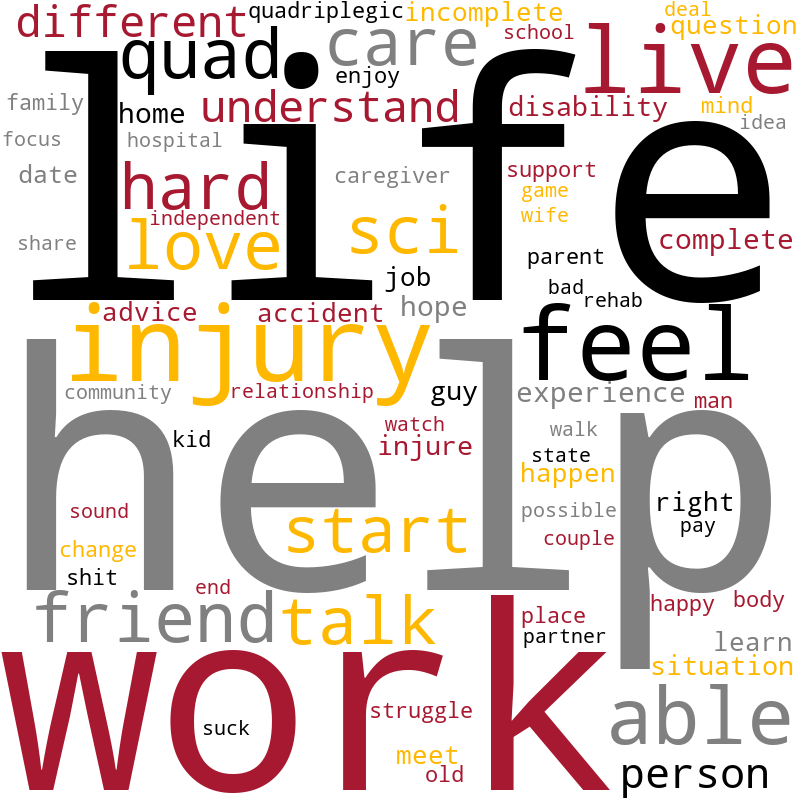 quadriplegic
incomplete
deal
different
school
question
quad
care
live
enjoy
family
home
understand
disability
mind
idea
life
focus
hospital
date
hard
caregiver
support
game
independent
wife
share
love
sci
complete
parent
job
bad
rehab
advice
accident
hope
injury
feel
community
relationship
guy
experience
man
help
watch
walk
kid
injure
state
happen
sound
start
possible
right
pay
change
couple
shit
end
friend
talk
place
happy
body
partner
learn
situation
work
struggle
able
suck
meet
old
person